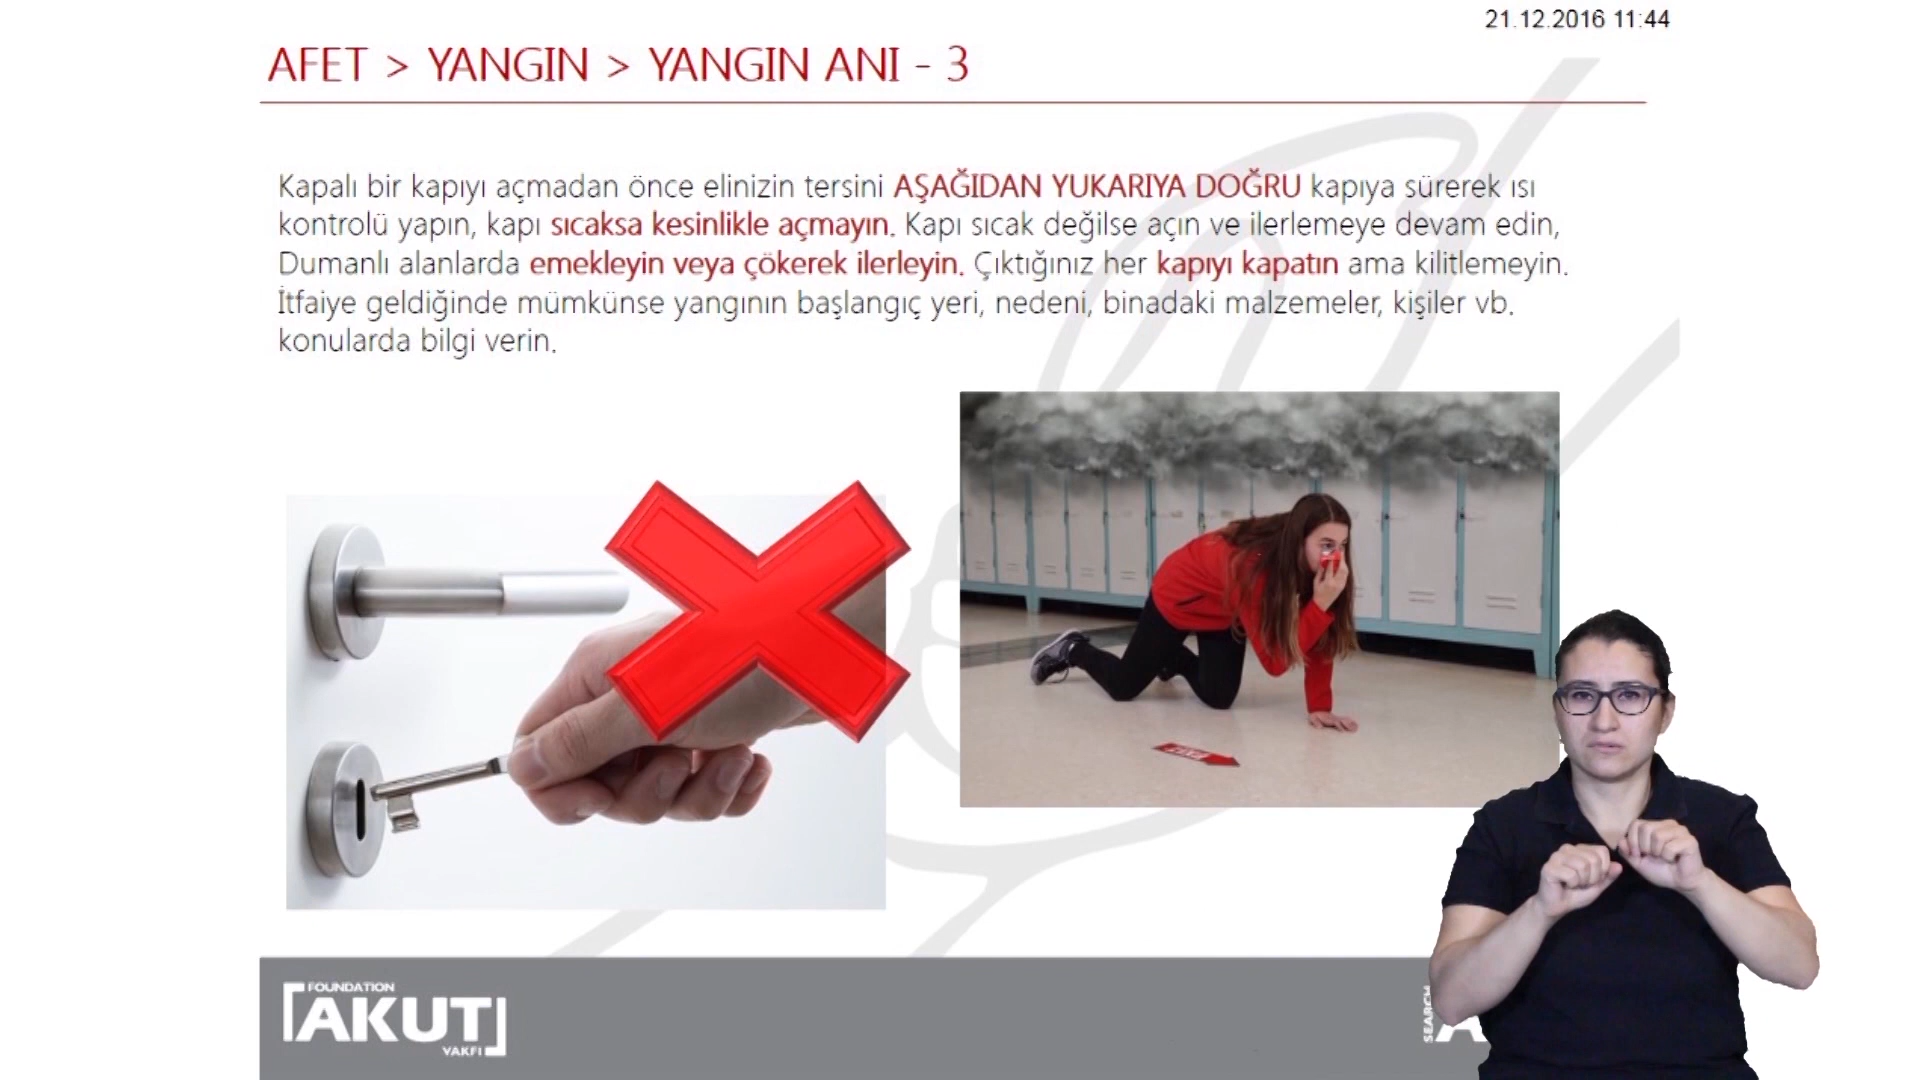 21.12.2016 11:44
AFET > YANGIN > YANGIN ANI - 3
Kapalı bir kapıyı açmadan önce elinizin tersini AŞAĞIDAN YUKARIYA DOĞRU kapıya sürerek ısı
kontrolü yapın, kapı sıcaksa kesinlikle açmayın. Kapı sıcak değilse açın ve ilerlemeye devam edin,
Dumanlı alanlarda emekleyin veya çökerek ilerleyin. Çıktığınız her kapıyı kapatın ama kilitlemeyin.
İtfaiye geldiğinde mümkünse yangının başlangıç yeri, nedeni, binadaki malzemeler, kişiler vb.
konularda bilgi verin.
FOUNDATION
AKUT
VAKFI
SEARCH